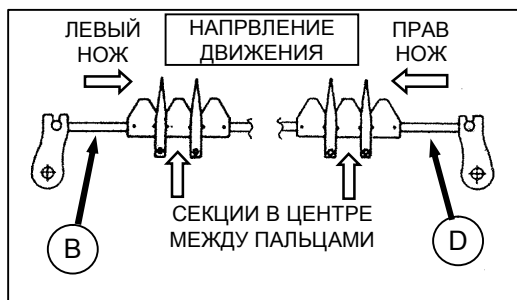 ЛЕВЫЙ
НОЖ
НАПРВЛЕНИЕ
ДВИЖЕНИЯ
ПРАВ
НОЖ
СЕКЦИИ В ЦЕНТРЕ
МЕЖДУ ПАЛЬЦАМИ
B
D